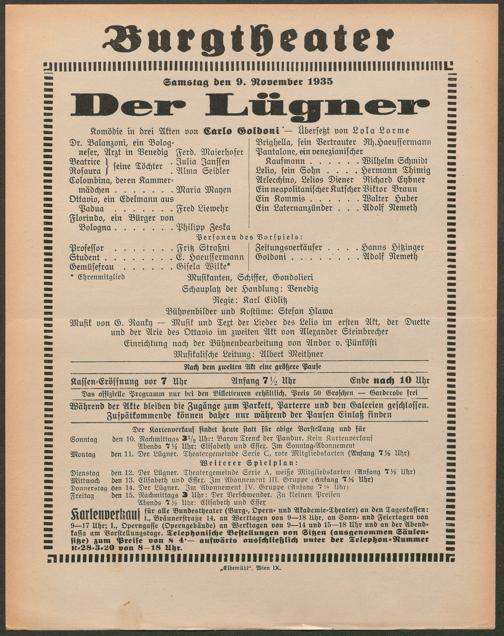 Burgtheater
Samstag den 9. November 1935
Der Lügner
Komödie in drei Akten von Carlo Goldoni — Übersetzt von Lola Lorme
Dr. Balanzoni, ein Bolog-
neser, Arzt in Venedig Ferd. Maierhofer
Beatrice } seine Töchter . Julia Janssen
Rosaura } . Alma Seidler
Colombina, deren Kammer-
mädchen . . . . . . . . Maria Mayen
Ottavio, ein Edelmann aus
Padua . . . . . . . . Fred Liewehr
Florindo, ein Bürger von
Bologna . . . . . . . . Philipp Zeska
Brighella, sein Vertrauter Rh. Haeussermann
Pantalone, ein venezianischer
Kaufmann . . . . . . Wilhelm Schmidt
Lelio, sein Sohn . . . . Hermann Thimig
Arlecchino, Lelios Diener Richard Eybner
Ein neapolitanischer Kutscher Viktor Braun
Ein Kommis . . . . . Walter Huber
Ein Laternanzünder . . . Adolf Nemeth
Personen des Vorspiels:
Professor . . . . . . . Fritz Straßni
Student . . . . . . . . E. Haeussermann
Gemüsefrau . . . . . . Gisela Wilke*
Zeitungsverkäufer . . . . . Hanns Hitzinger
Goldoni . . . . . . . . Adolf Nemeth
* Ehrenmitglied
Musikanten, Schiffer, Gondolieri
Schauplatz der Handlung: Venedig
Regie: Karl Eidlitz
Bühnenbilder und Kostüme: Stefan Hlawa
Musik von G. Ranky — Musik und Text der Lieder des Lelio im ersten Akt, der Duette
und der Arie des Ottavio im zweiten Akt von Alexander Steinbrecher
Einrichtung nach der Bühnenbearbeitung von Andor v. Pünkösti
Musikalische Leitung: Albert Meithner
Nach dem zweiten Akt eine größere Pause
Kassen-Eröffnung vor 7 Uhr Anfang 7½ Uhr Ende nach 10 Uhr
Das offizielle Programm nur bei den Billetteuren erhältlich, Preis 50 Groschen — Garderobe frei
Während der Akte bleiben die Zugänge zum Parkett, Parterre und den Galerien geschlossen.
Zuspätkommende können daher nur während der Pausen Einlaß finden
Der Kartenverkauf findet heute statt für obige Vorstellung und für
Sonntag den 10. Nachmittags 3½ Uhr: Baron Trenck der Pandur. Kein Kartenverkauf
Abends 7½ Uhr: Elisabeth und Essex. Im Sonntag-Abonnement
Montag den 11. Der Lügner. Theatergemeinde Serie C, rote Mitgliedskarten (Anfang 7½ Uhr)
Weiterer Spielplan:
Dienstag den 12. Der Lügner. Theatergemeinde Serie A, weiße Mitgliedskarten (Anfang 7½ Uhr)
Mittwoch den 13. Elisabeth und Essex. Im Abonnement III. Gruppe (Anfang 7½ Uhr)
Donnerstag den 14. Der Lügner. Im Abonnement IV. Gruppe (Anfang 7½ Uhr)
Freitag den 15. Nachmittags 3 Uhr: Der Verschwender. Zu kleinen Preisen
Abends 7½ Uhr: Elisabeth und Essex
Kartenverkauf für alle Bundestheater (Burg-, Opern- und Akademie-Theater) an den Tageskassen:
I., Bräunerstraße 14, an Werktagen von 9—18 Uhr, an Sonn- und Feiertagen von
9—17 Uhr; I., Operngasse (Operngebäude) an Werktagen von 9—14 und 15—18 Uhr und an der Abend-
kassa am Vorstellungstage. Telephonische Bestellungen von Sitzen (ausgenommen Säulen-
sitze) zum Preise von S 4·— aufwärts ausschließlich unter der Telephon-Nummer
R-28-3-20 von 8—18 Uhr.
„Elbemühl", Wien IX.